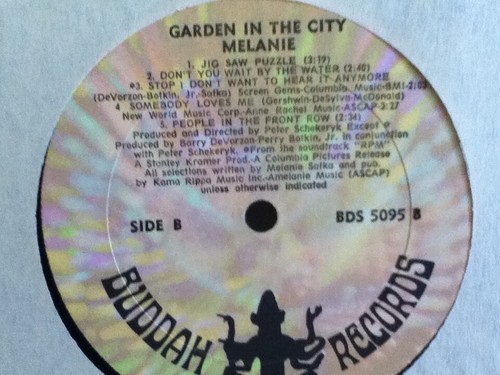 GARDEN IN THE CITY
MELANIE
1. JIG SAW PUZZLE (3:19)
2. DON'T YOU WAIT BY THE WATER (2:40)
*3. STOP I DON'T WANT TO HEAR IT ANYMORE
(DeVorzon-Botkin, Jr.-Safka) Screen Gems-Columbia Music-BMI-2:03
4 SOMEBODY LOVES ME (Gershwin-DeSylva-McDonald)
New World Music Corp-Anne Rachel Music-ASCAP-3:27
5. PEOPLE IN THE FRONT ROW (2:34)
Produced and Directed by Peter Schekeryk Except *
Produced by Barry DeVorzon-Perry Botkin, Jr. in conjunction
with Peter Schekeryk. *From the soundtrack "RPM"
A Stanley Kramer Prod.-A Columbia Pictures Release
All selections written by Melanie Safka and pub.
by Kama Rippa Music Inc.-Amelanie Music (ASCAP)
unless otherwise indicated
SIDE B
BDS 5095 B
BUDDAH RECORDS